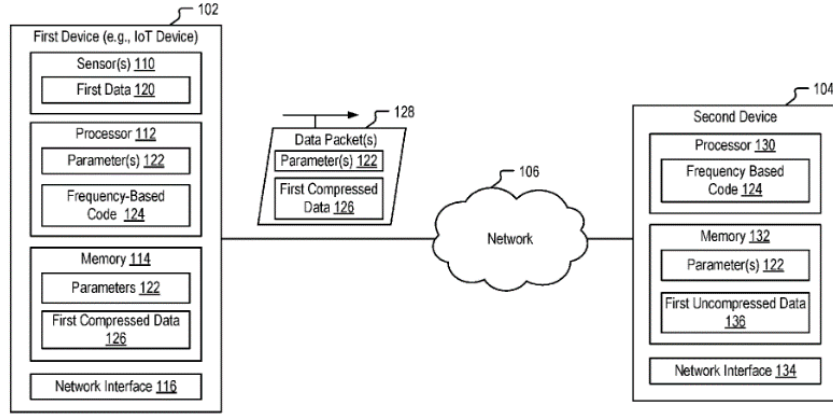 102
First Device (e.g., IoT Device)
Sensor(s) 110
First Data 120
Processor 112
Parameter(s) 122
Frequency-Based
Code 124
Memory 114
Parameters 122
First Compressed Data
126
Network Interface 116
128
Data Packet(s)
Parameter(s) 122
First Compressed
Data 126
106
Network
104
Second Device
Processor 130
Frequency Based
Code 124
Memory 132
Parameter(s) 122
First Uncompressed Data
136
Network Interface 134